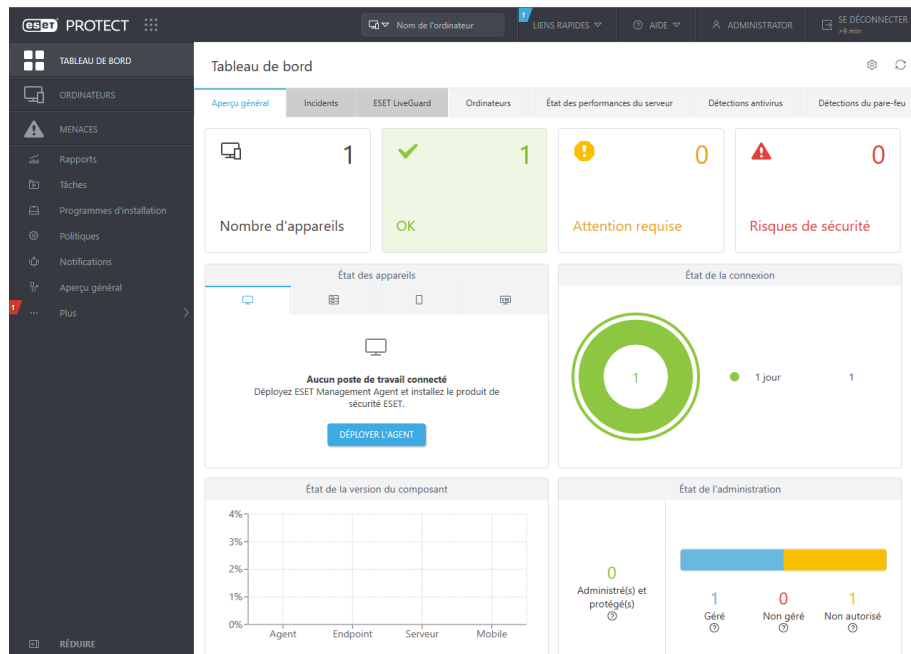 eset PROTECT
Nom de l'ordinateur
1
LIENS RAPIDES
AIDE
ADMINISTRATOR
SE DÉCONNECTER
>9 min
TABLEAU DE BORD
ORDINATEURS
MENACES
Rapports
Tâches
Programmes d'installation
Politiques
Notifications
Aperçu général
1
Plus
RÉDUIRE
Tableau de bord
Aperçu général
Incidents
ESET LiveGuard
Ordinateurs
État des performances du serveur
Détections antivirus
Détections du pare-feu
1
Nombre d'appareils
1
OK
0
Attention requise
0
Risques de sécurité
État des appareils
Aucun poste de travail connecté
Déployez ESET Management Agent et installez le produit de
sécurité ESET.
DÉPLOYER L'AGENT
État de la connexion
1
1 jour
1
État de la version du composant
4%
3%
2%
1%
0%
Agent
Endpoint
Serveur
Mobile
État de l'administration
0
Administré(s) et
protégé(s)
1
Géré
0
Non géré
1
Non autorisé